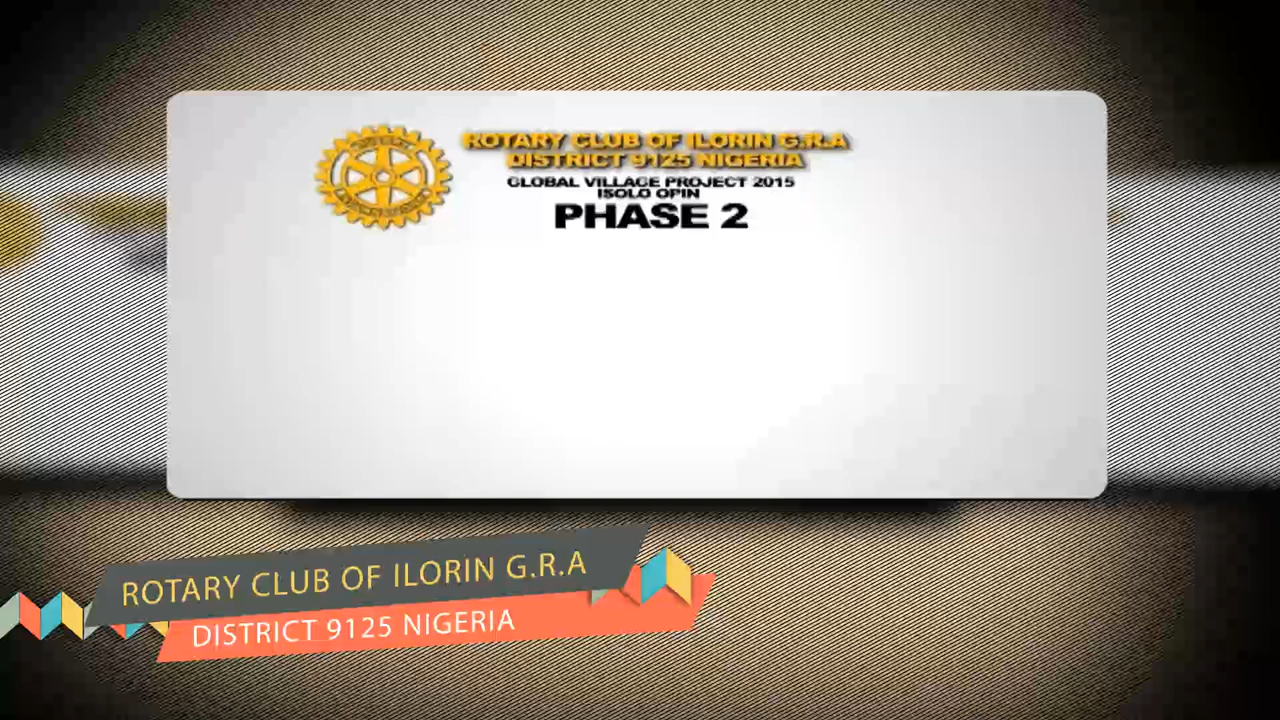 ROTARY CLUB OF ILORIN G.R.A
DISTRICT 9125 NIGERIA
GLOBAL VILLAGE PROJECT 2015
ISOLO OPIN
PHASE 2
ROTARY CLUB OF ILORIN G.R.A
DISTRICT 9125 NIGERIA